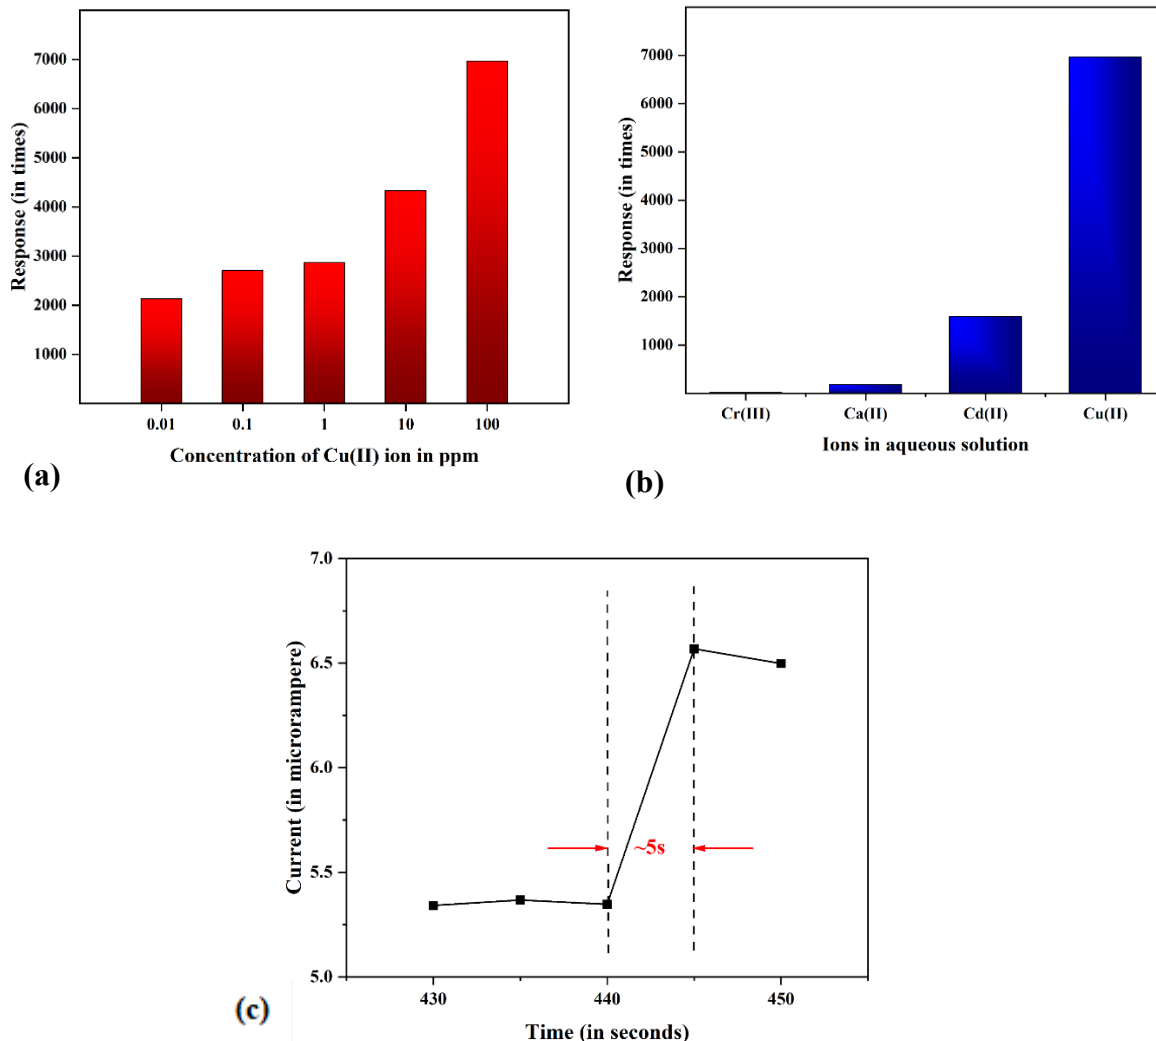 7000
6000
5000
4000
3000
2000
1000
Response (in times)
0.01 0.1 1 10 100
Concentration of Cu(II) ion in ppm
(a)
7000
6000
5000
4000
3000
2000
1000
Response (in times)
Cr(III) Ca(II) Cd(II) Cu(II)
Ions in aqueous solution
(b)
7.0
6.5
6.0
5.5
5.0
Current (in microrampere)
~5s
430 440 450
Time (in seconds)
(c)